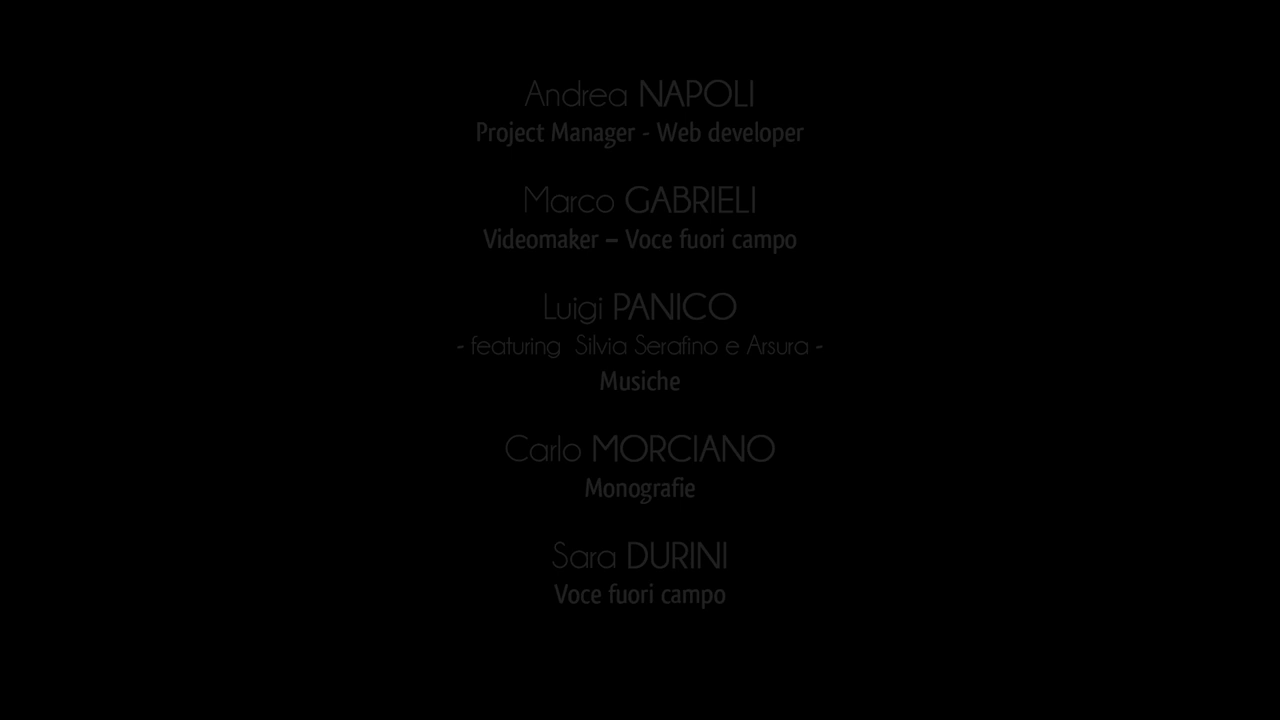 Andrea NAPOLI
Project Manager - Web developer
Marco GABRIELI
Videomaker – Voce fuori campo
Luigi PANICO
- featuring Silvia Serafino e Arsura -
Musiche
Carlo MORCIANO
Monografie
Sara DURINI
Voce fuori campo